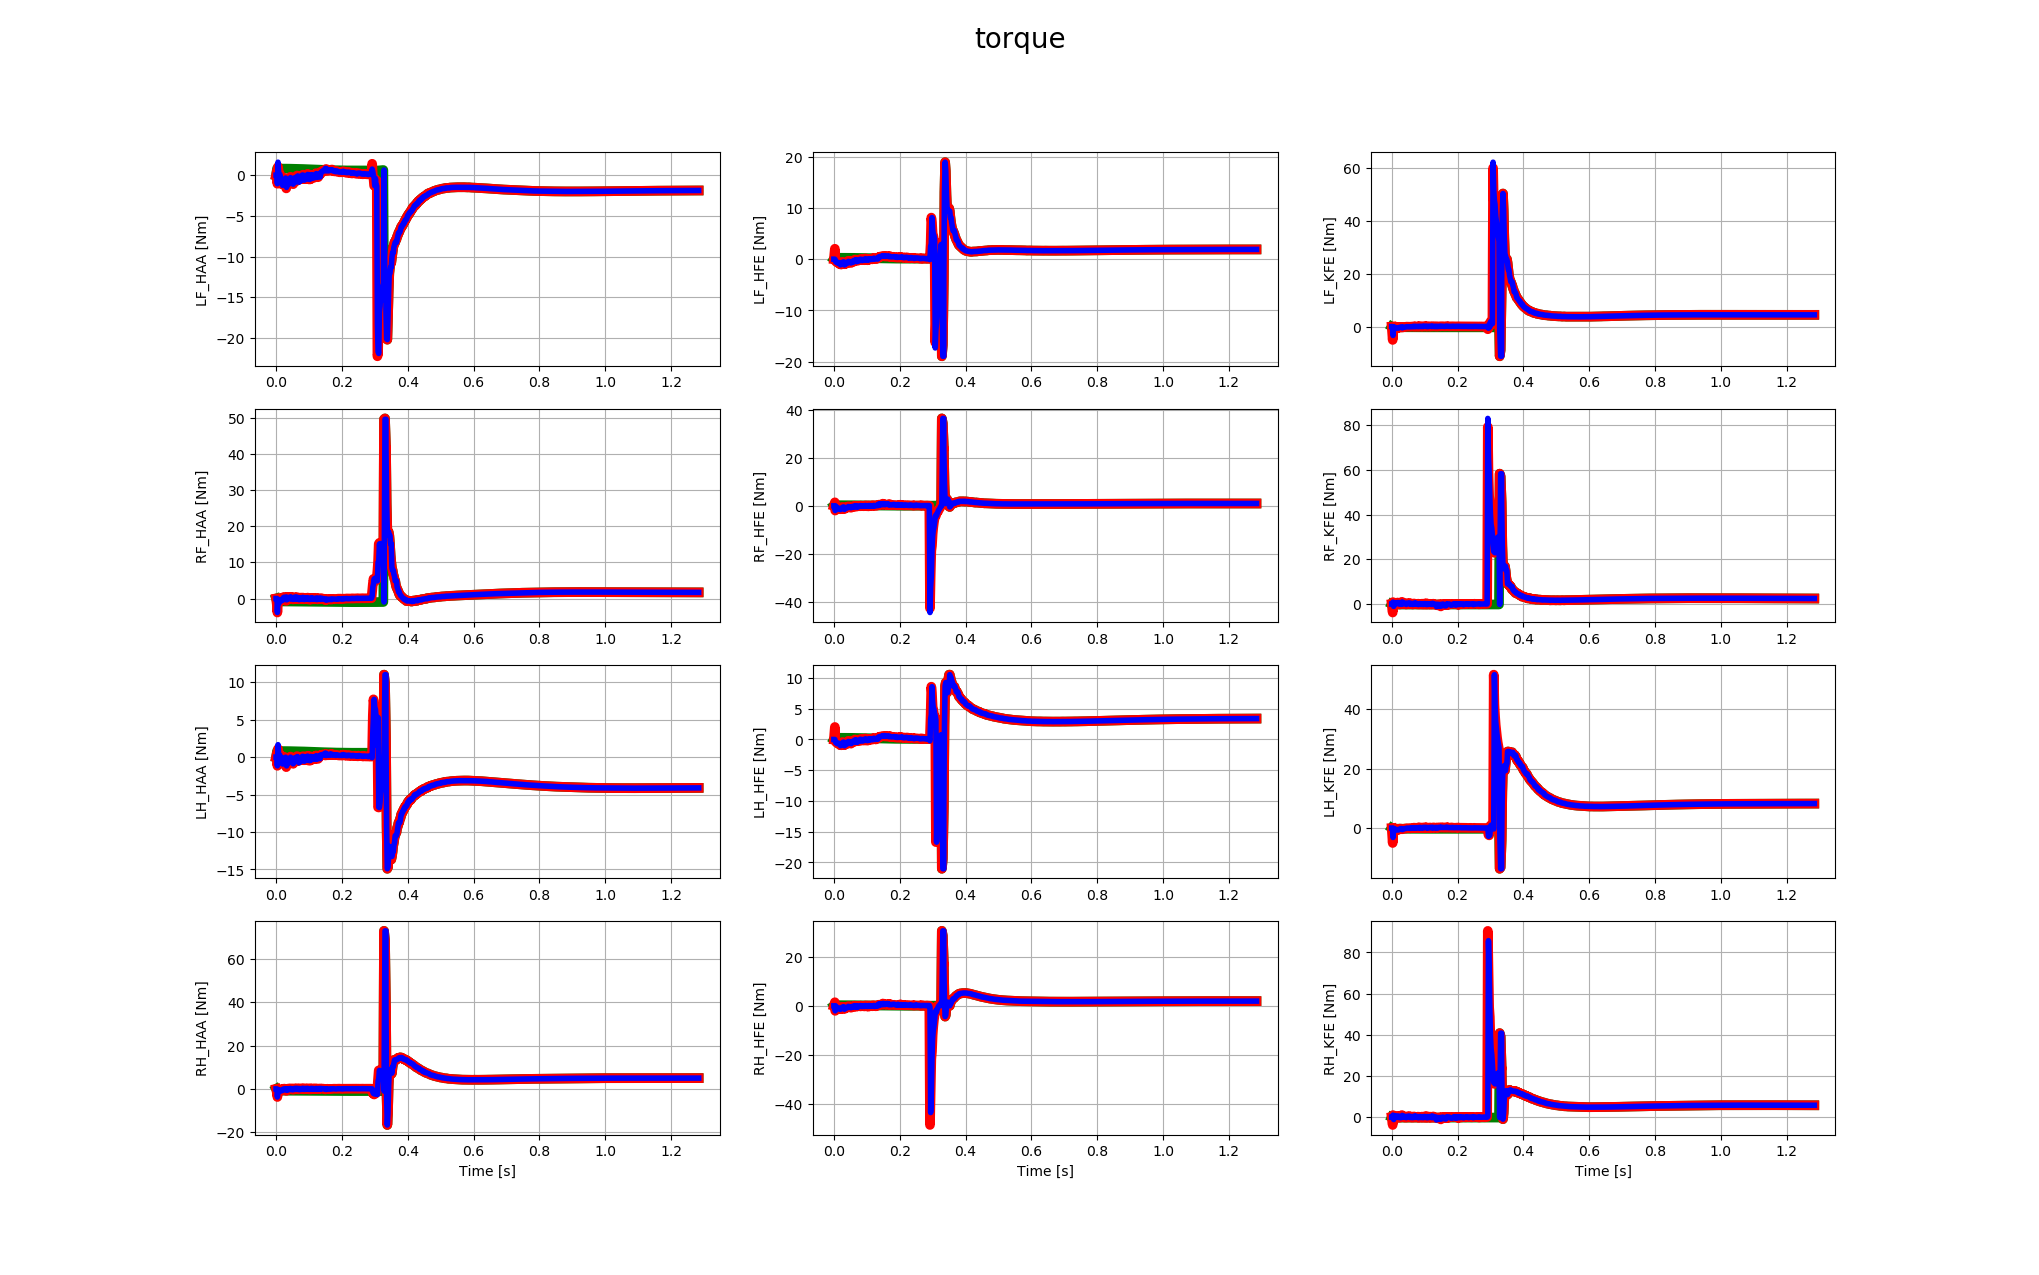 torque
LF_HAA [Nm]
0
−5
−10
−15
−20
0.0 0.2 0.4 0.6 0.8 1.0 1.2
LF_HFE [Nm]
20
10
0
−10
−20
0.0 0.2 0.4 0.6 0.8 1.0 1.2
LF_KFE [Nm]
60
40
20
0
0.0 0.2 0.4 0.6 0.8 1.0 1.2
RF_HAA [Nm]
50
40
30
20
10
0
0.0 0.2 0.4 0.6 0.8 1.0 1.2
RF_HFE [Nm]
40
20
0
−20
−40
0.0 0.2 0.4 0.6 0.8 1.0 1.2
RF_KFE [Nm]
80
60
40
20
0
0.0 0.2 0.4 0.6 0.8 1.0 1.2
LH_HAA [Nm]
10
5
0
−5
−10
−15
0.0 0.2 0.4 0.6 0.8 1.0 1.2
LH_HFE [Nm]
10
5
0
−5
−10
−15
−20
0.0 0.2 0.4 0.6 0.8 1.0 1.2
LH_KFE [Nm]
40
20
0
0.0 0.2 0.4 0.6 0.8 1.0 1.2
RH_HAA [Nm]
60
40
20
0
−20
0.0 0.2 0.4 0.6 0.8 1.0 1.2
Time [s]
RH_HFE [Nm]
20
0
−20
−40
0.0 0.2 0.4 0.6 0.8 1.0 1.2
Time [s]
RH_KFE [Nm]
80
60
40
20
0
0.0 0.2 0.4 0.6 0.8 1.0 1.2
Time [s]